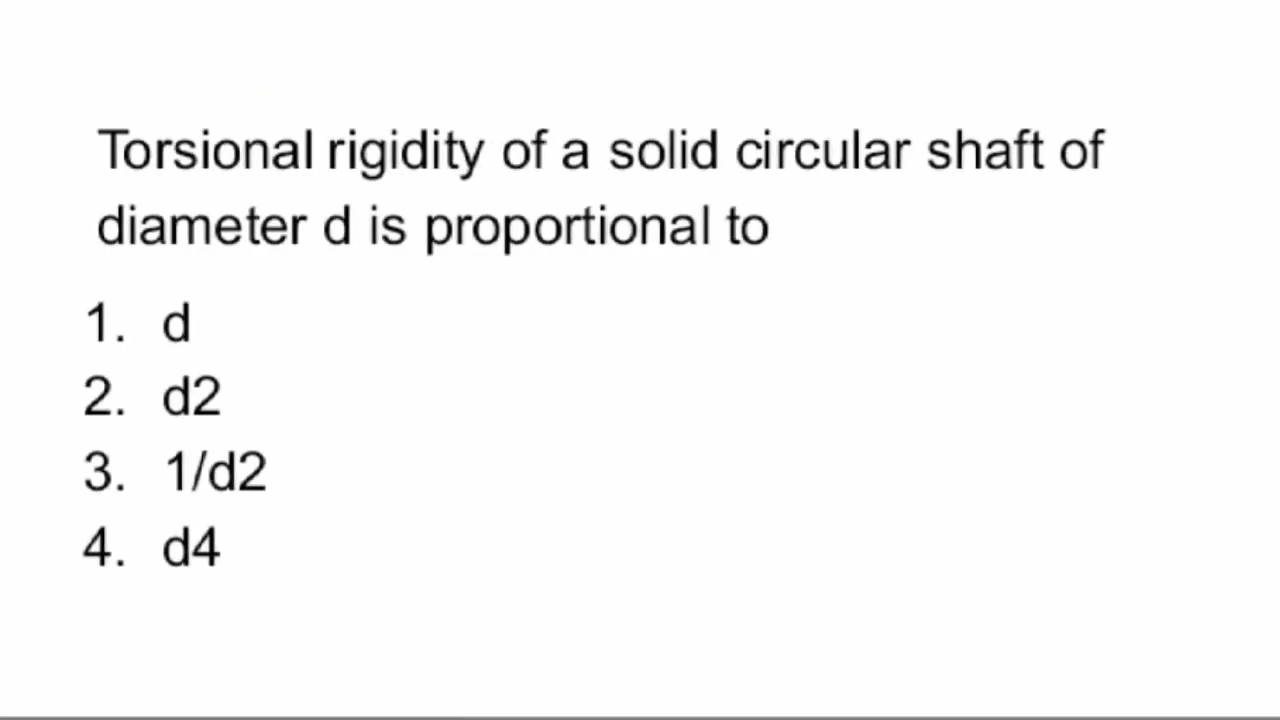 Torsional rigidity of a solid circular shaft of
diameter d is proportional to
1. d
2. d2
3. 1/d2
4. d4